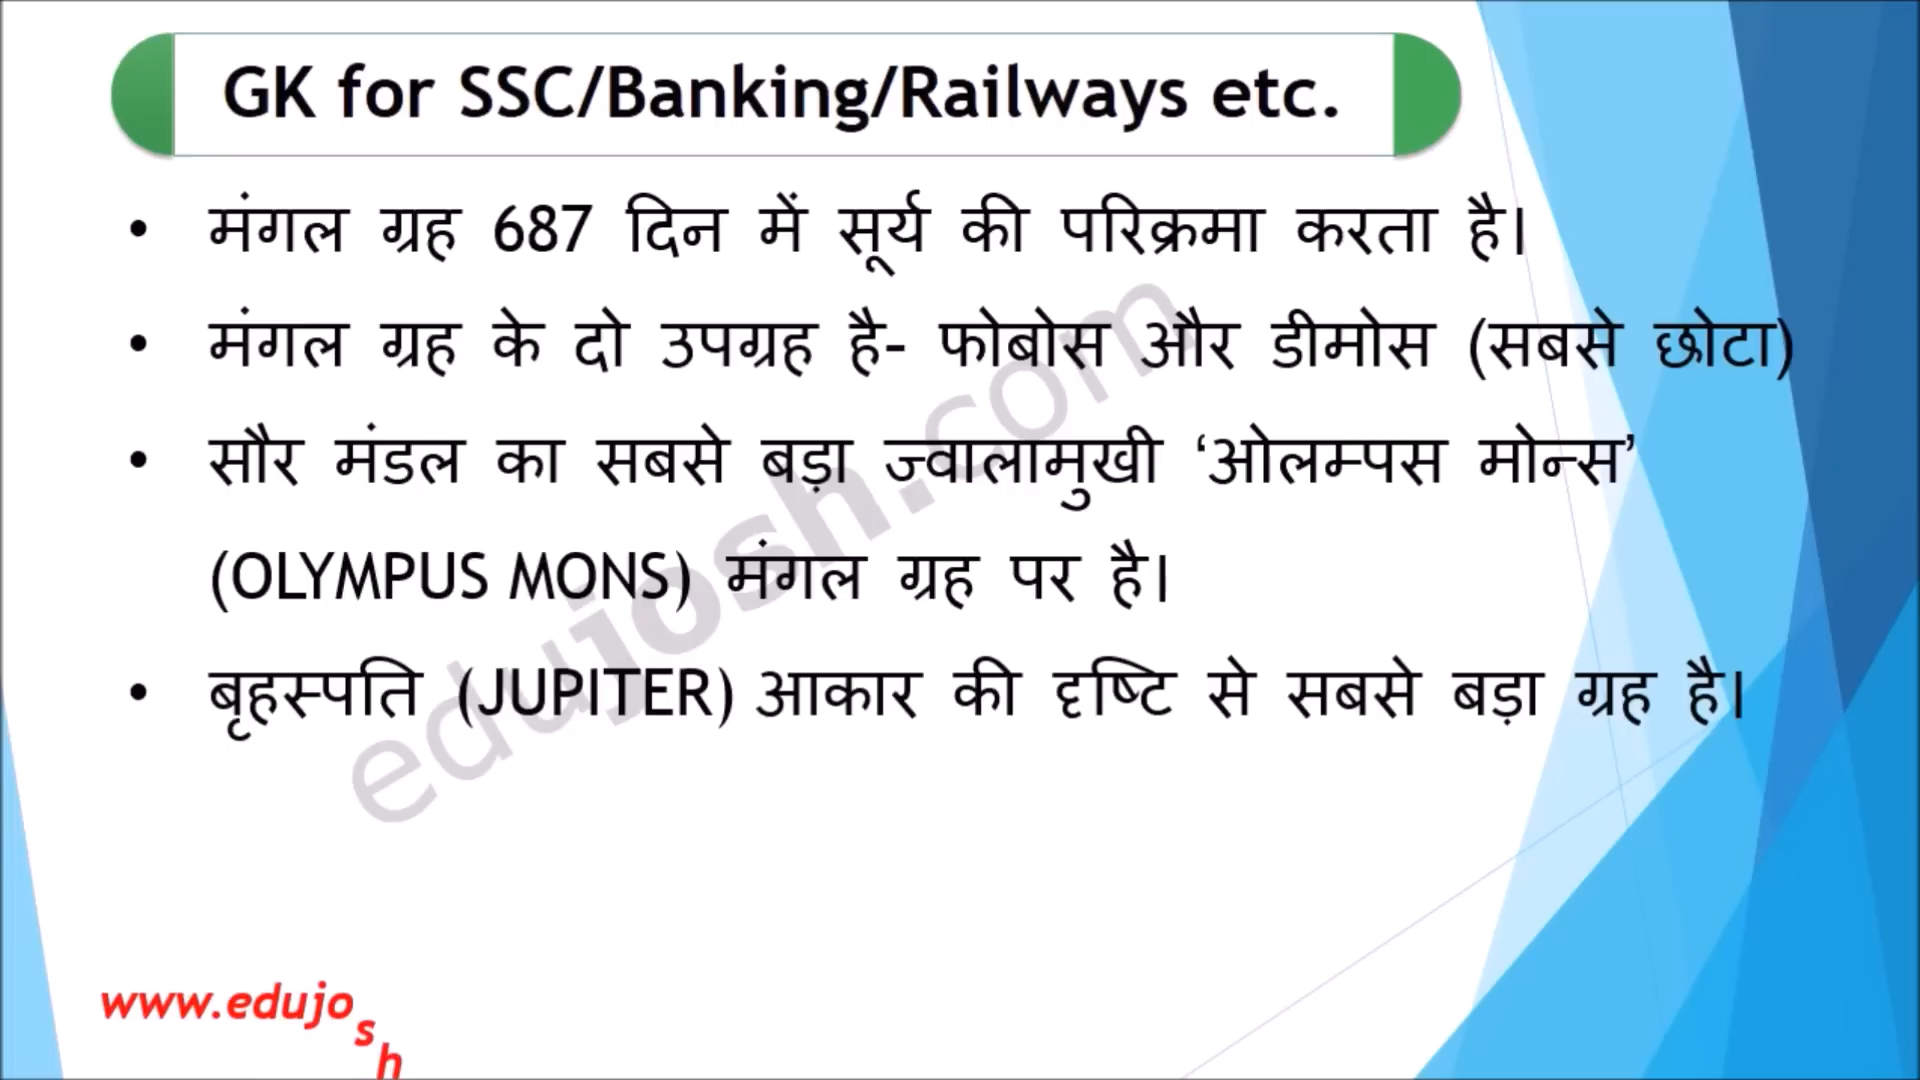 GK for SSC/Banking/Railways etc.
• मंगल ग्रह 687 दिन में सूर्य की परिक्रमा करता है।
• मंगल ग्रह के दो उपग्रह है- फोबोस और डीमोस (सबसे छोटा)
• सौर मंडल का सबसे बड़ा ज्वालामुखी ‘ओलम्पस मोन्स’
(OLYMPUS MONS) मंगल ग्रह पर है।
• बृहस्पति (JUPITER) आकार की दृष्टि से सबसे बड़ा ग्रह है।
edujosh.com
www.edujosh